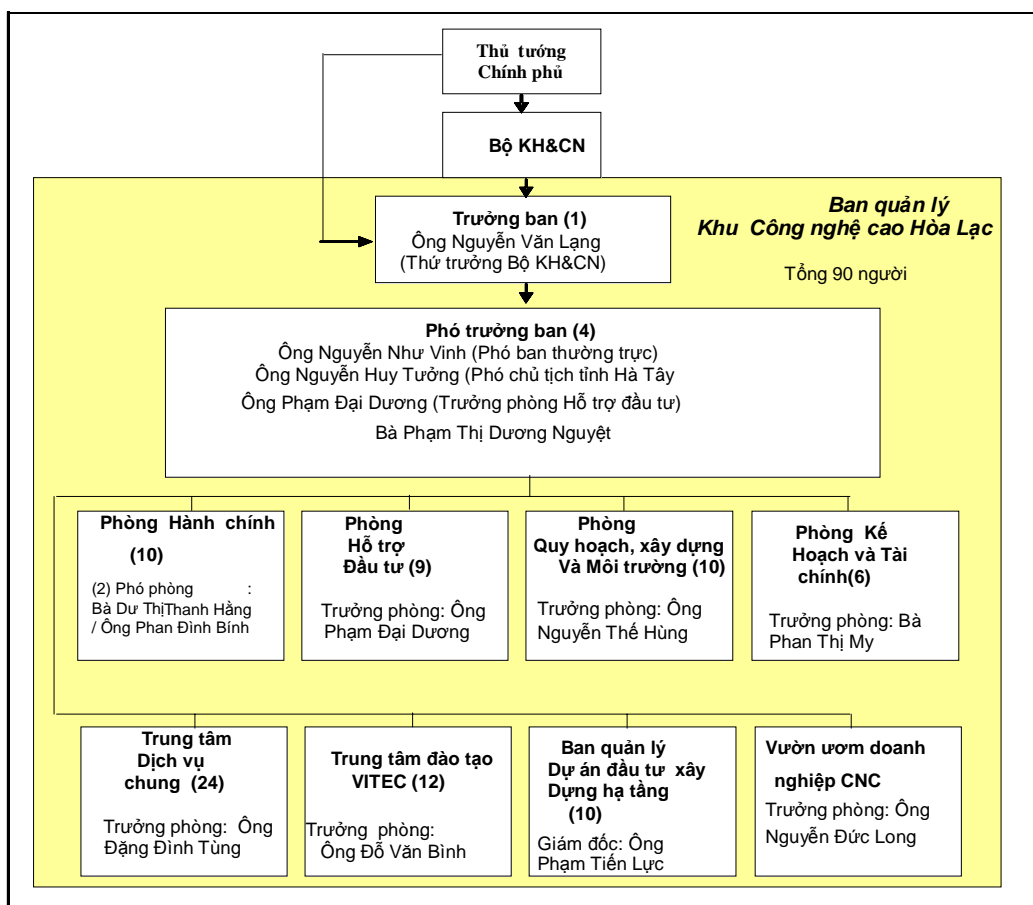 Thủ tướng
Chính phủ
Bộ KH&CN
Ban quản lý
Khu Công nghệ cao Hòa Lạc
Tổng 90 người
Trưởng ban (1)
Ông Nguyễn Văn Lạng
(Thứ trưởng Bộ KH&CN)
Phó trưởng ban (4)
Ông Nguyễn Như Vinh (Phó ban thường trực)
Ông Nguyễn Huy Tưởng (Phó chủ tịch tỉnh Hà Tây
Ông Phạm Đại Dương (Trưởng phòng Hỗ trợ đầu tư)
Bà Phạm Thị Dương Nguyệt
Phòng Hành chính
(10)
(2) Phó phòng :
Bà Dư ThịThanh Hằng
/ Ông Phan Đình Bính
Phòng
Hỗ trợ
Đầu tư (9)
Trưởng phòng: Ông
Phạm Đại Dương
Phòng
Quy hoạch, xây dựng
Và Môi trường (10)
Trưởng phòng: Ông
Nguyễn Thế Hùng
Phòng Kế
Hoạch và Tài
chính(6)
Trưởng phòng: Bà
Phan Thị My
Trung tâm
Dịch vụ
chung (24)
Trưởng phòng: Ông
Đặng Đình Tùng
Trung tâm đào tạo
VITEC (12)
Trưởng phòng:
Ông Đỗ Văn Bình
Ban quản lý
Dự án đầu tư xây
Dựng hạ tầng
(10)
Giám đốc: Ông
Phạm Tiến Lực
Vườn ươm doanh
nghiệp CNC
Trưởng phòng: Ông
Nguyễn Đức Long